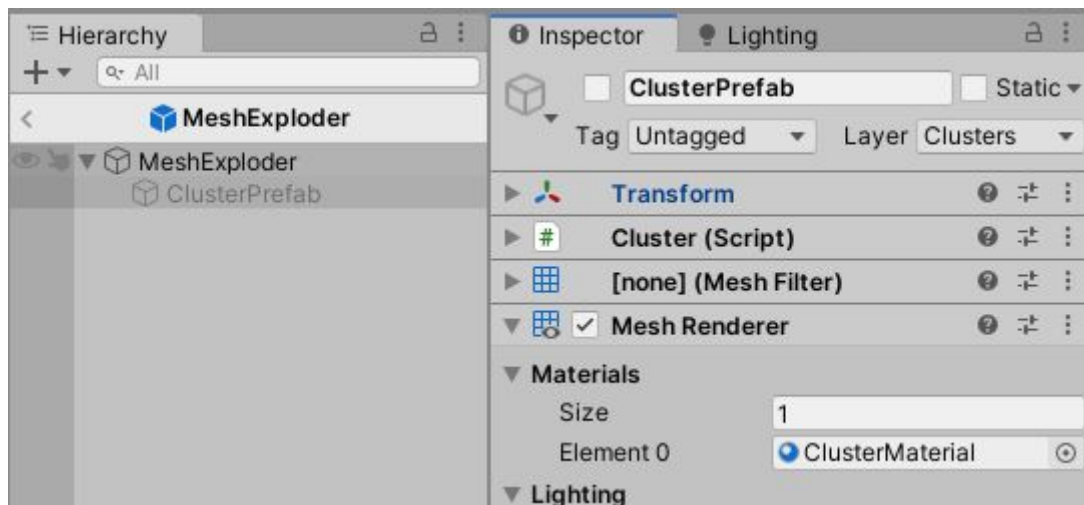 Hierarchy
All
MeshExploder
MeshExploder
ClusterPrefab
Inspector
Lighting
ClusterPrefab
Static
Tag Untagged Layer Clusters
Transform
Cluster (Script)
[none] (Mesh Filter)
Mesh Renderer
Materials
Size 1
Element 0 ClusterMaterial
Lighting